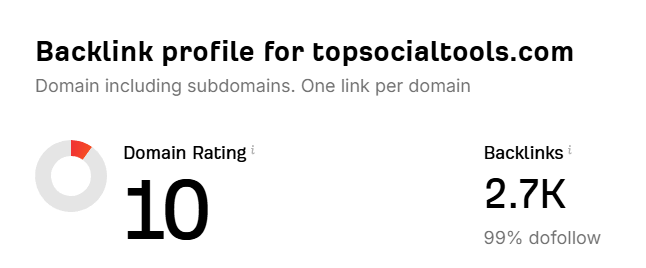 Backlink profile for topsocialtools.com
Domain including subdomains. One link per domain
Domain Rating i
10
Backlinks i
2.7K
99% dofollow